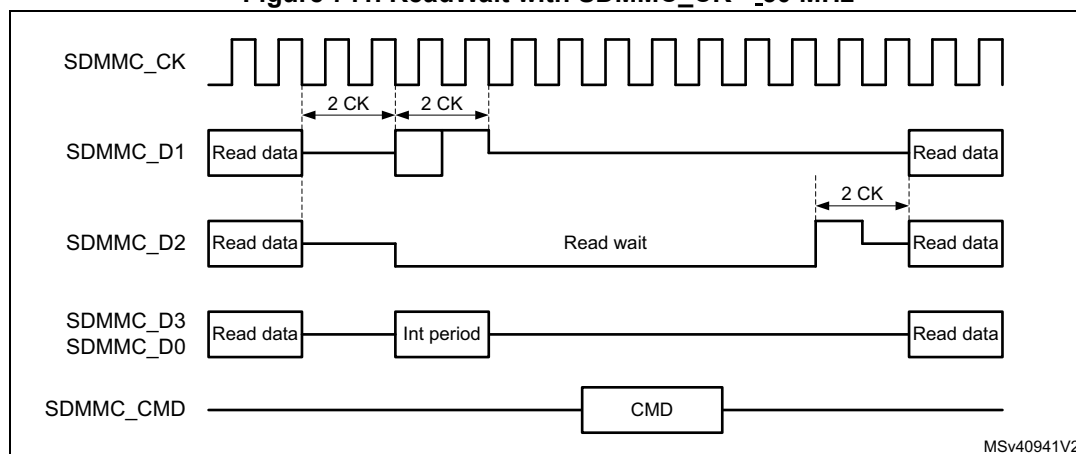 SDMMC_CK
2 CK
2 CK
SDMMC_D1
Read data
Read data
2 CK
SDMMC_D2
Read data
Read wait
Read data
SDMMC_D3
SDMMC_D0
Read data
Int period
Read data
SDMMC_CMD
CMD
MSv40941V2